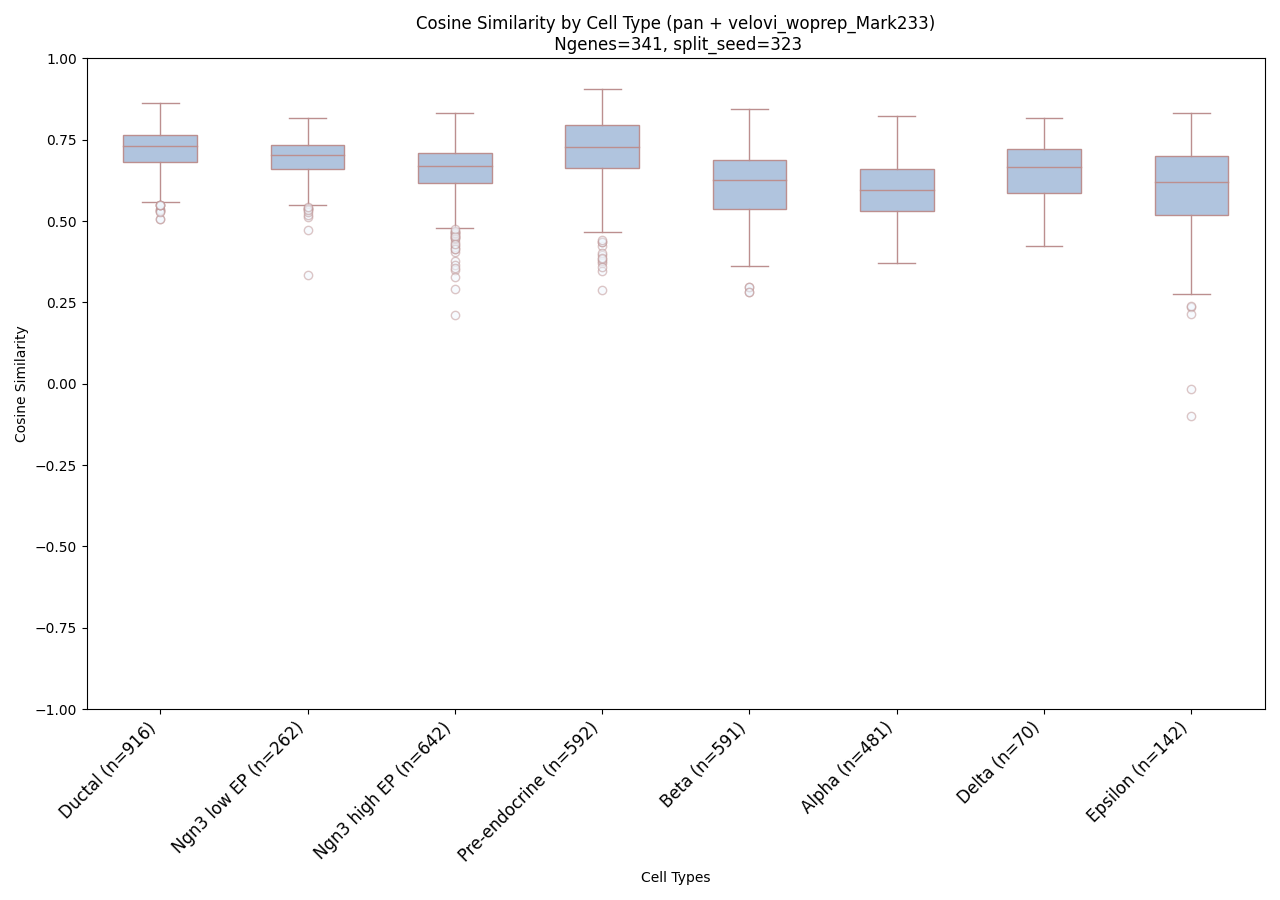 Cosine Similarity by Cell Type (pan + velovi_woprep_Mark233)
Ngenes=341, split_seed=323
Cosine Similarity
1.00
0.75
0.50
0.25
0.00
−0.25
−0.50
−0.75
−1.00
Ductal (n=916)
Ngn3 low EP (n=262)
Ngn3 high EP (n=642)
Pre-endocrine (n=592)
Beta (n=591)
Alpha (n=481)
Delta (n=70)
Epsilon (n=142)
Cell Types